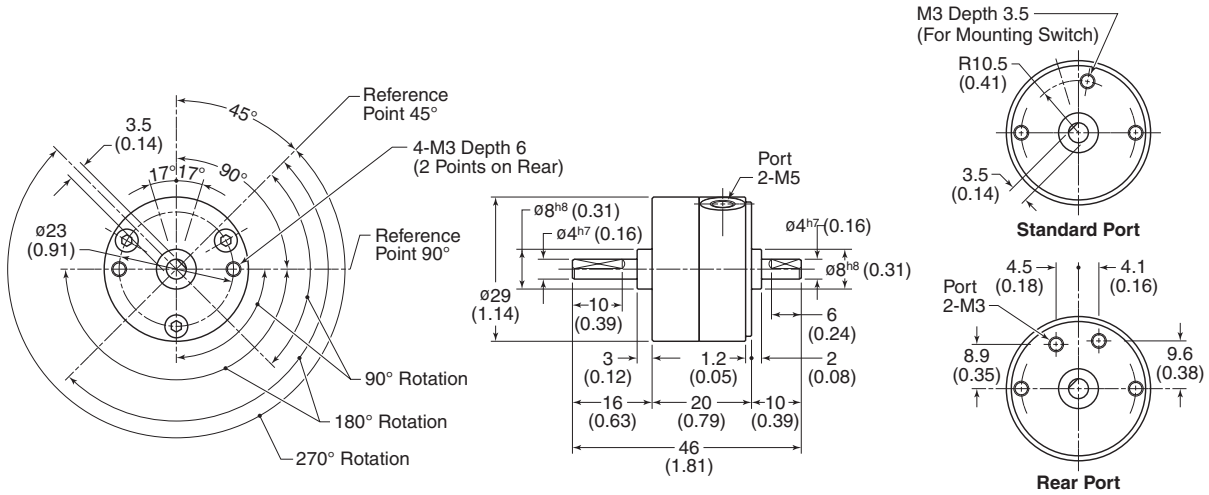 45°
Reference
Point 45°
3.5
(0.14)
17° 17°
90°
4-M3 Depth 6
(2 Points on Rear)
ø23
(0.91)
Reference
Point 90°
90° Rotation
180° Rotation
270° Rotation
Port
2-M5
ø8h8 (0.31)
ø4h7 (0.16)
ø4h7 (0.16)
ø8h8 (0.31)
ø29
(1.14)
10
(0.39)
6
(0.24)
3
(0.12)
1.2
(0.05)
2
(0.08)
16
(0.63)
20
(0.79)
10
(0.39)
46
(1.81)
M3 Depth 3.5
(For Mounting Switch)
R10.5
(0.41)
3.5
(0.14)
Standard Port
4.5
(0.18)
4.1
(0.16)
Port
2-M3
8.9
(0.35)
9.6
(0.38)
Rear Port